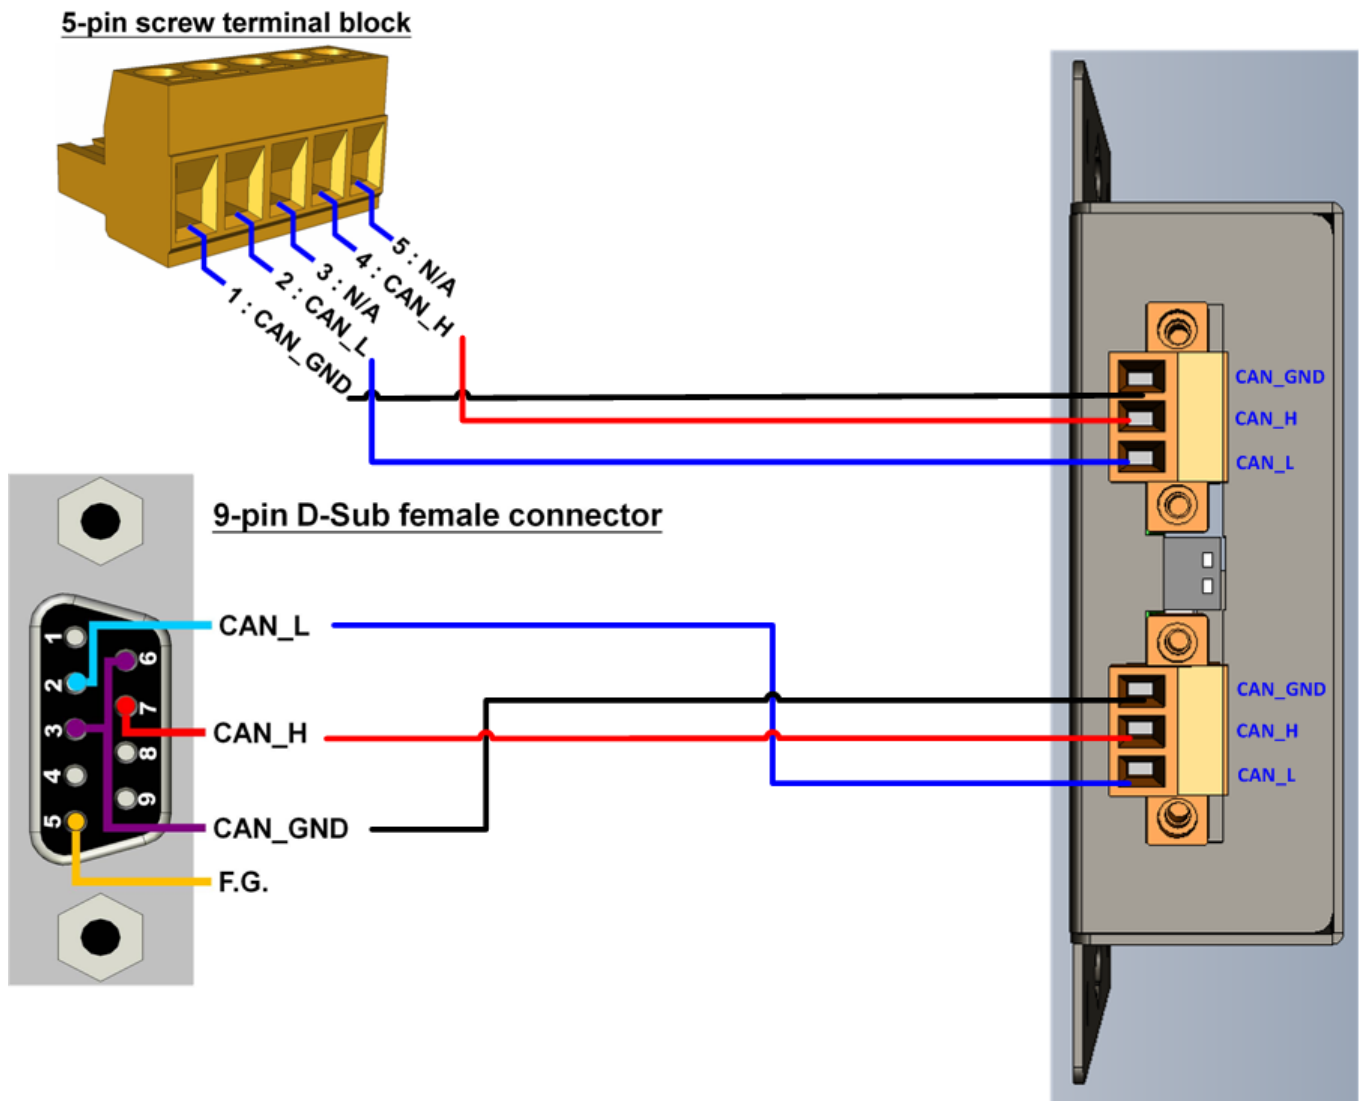 5-pin screw terminal block
1 : CAN_GND
2 : CAN_L
3 : N/A
4 : CAN_H
5 : N/A
CAN_GND
CAN_H
CAN_L
9-pin D-Sub female connector
1
2
3
4
5
6
7
8
9
CAN_L
CAN_H
CAN_GND
F.G.
CAN_GND
CAN_H
CAN_L